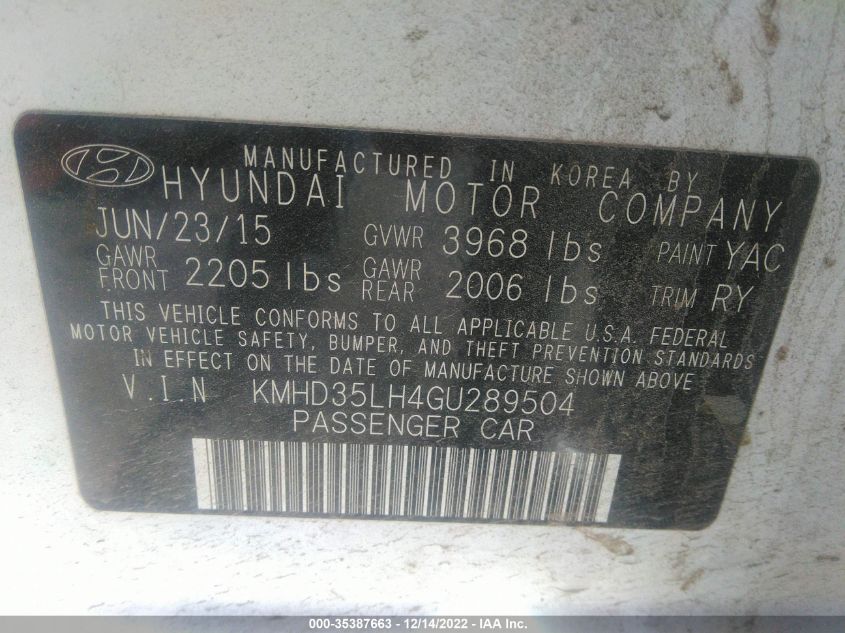 MANUFACTURED IN KOREA BY
HYUNDAI MOTOR COMPANY
JUN/23/15 GVWR 3968 lbs PAINT YAC
GAWR FRONT 2205 lbs GAWR REAR 2006 lbs TRIM RY
THIS VEHICLE CONFORMS TO ALL APPLICABLE U.S.A. FEDERAL
MOTOR VEHICLE SAFETY, BUMPER, AND THEFT PREVENTION STANDARDS
IN EFFECT ON THE DATE OF MANUFACTURE SHOWN ABOVE
V.I.N KMHD35LH4GU289504
PASSENGER CAR
000-35387663 - 12/14/2022 - IAA Inc.